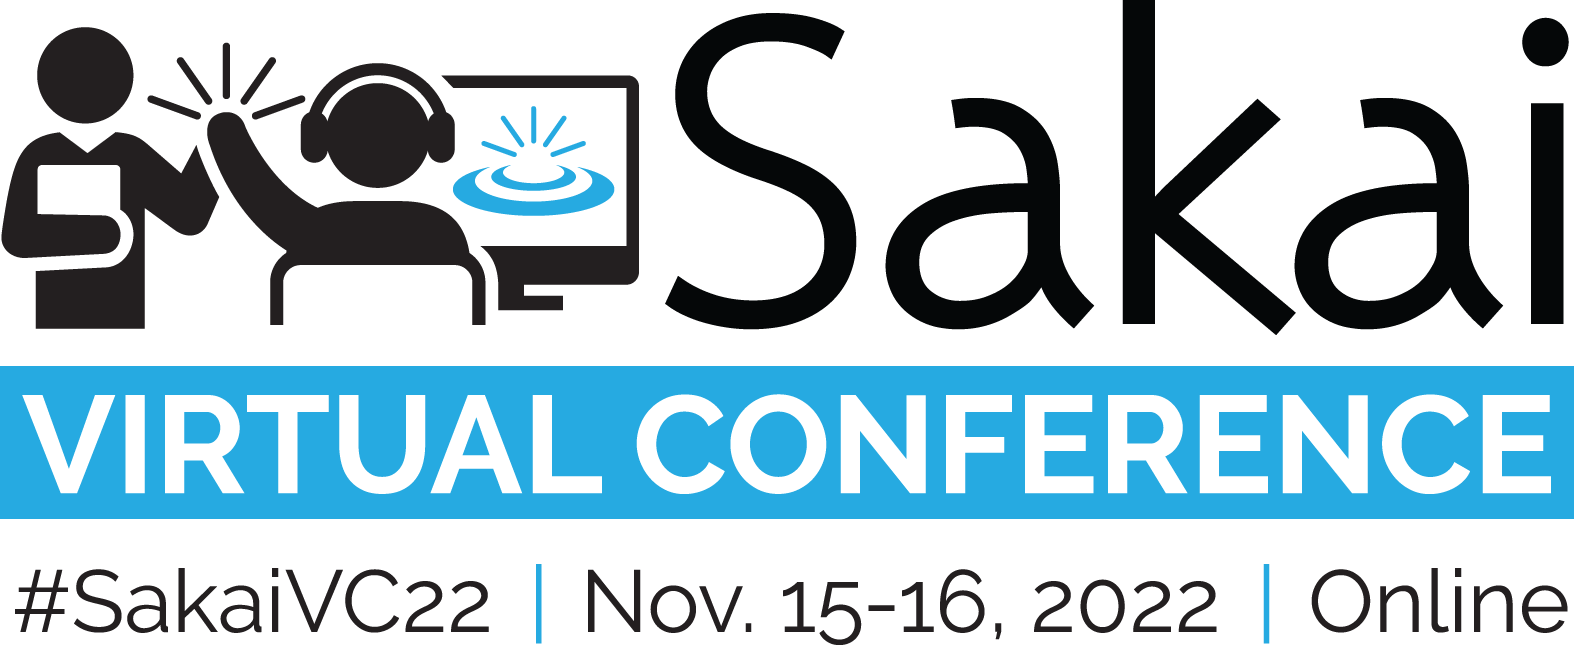 Sakai
VIRTUAL CONFERENCE
#SakaiVC22 | Nov. 15-16, 2022 | Online